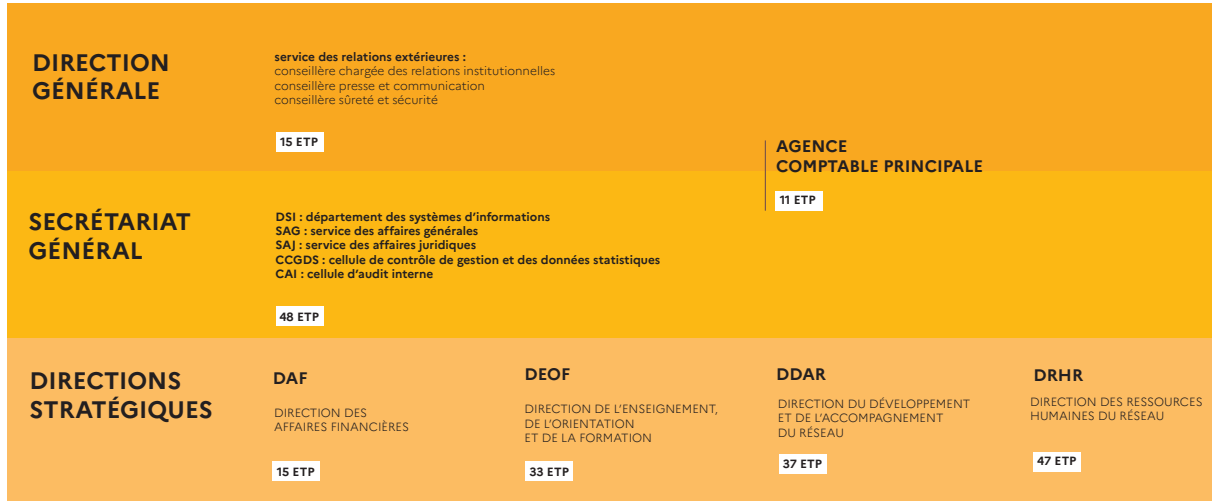 DIRECTION
GÉNÉRALE
service des relations extérieures :
conseillère chargée des relations institutionnelles
conseillère presse et communication
conseillère sûreté et sécurité
15 ETP
AGENCE
COMPTABLE PRINCIPALE
11 ETP
SECRÉTARIAT
GÉNÉRAL
DSI : département des systèmes d’informations
SAG : service des affaires générales
SAJ : service des affaires juridiques
CCGDS : cellule de contrôle de gestion et des données statistiques
CAI : cellule d’audit interne
48 ETP
DIRECTIONS
STRATÉGIQUES
DAF
DIRECTION DES
AFFAIRES FINANCIÈRES
15 ETP
DEOF
DIRECTION DE L’ENSEIGNEMENT,
DE L’ORIENTATION
ET DE LA FORMATION
33 ETP
DDAR
DIRECTION DU DÉVELOPPEMENT
ET DE L’ACCOMPAGNEMENT
DU RÉSEAU
37 ETP
DRHR
DIRECTION DES RESSOURCES
HUMAINES DU RÉSEAU
47 ETP